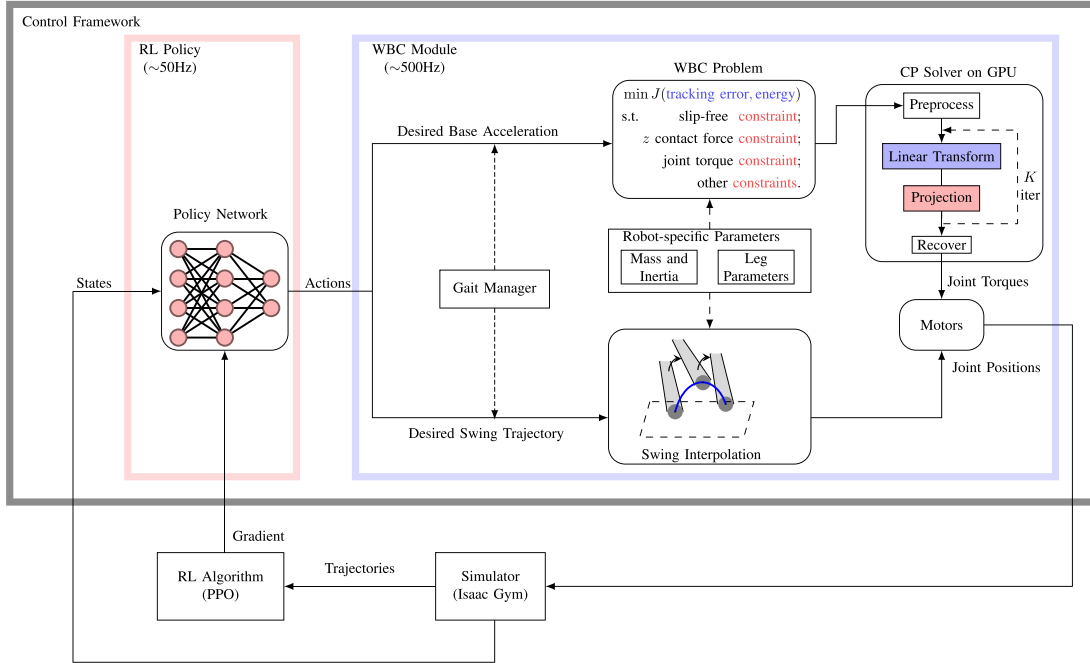 Control Framework
RL Policy
(∼50Hz)
WBC Module
(∼500Hz)
WBC Problem
min J(tracking error, energy)
s.t. slip-free constraint;
z contact force constraint;
joint torque constraint;
other constraints.
CP Solver on GPU
Preprocess
Linear Transform
Projection
K
iter
Recover
Desired Base Acceleration
Policy Network
States
Actions
Gait Manager
Robot-specific Parameters
Mass and
Inertia
Leg
Parameters
Joint Torques
Motors
Joint Positions
Desired Swing Trajectory
Swing Interpolation
Gradient
RL Algorithm
(PPO)
Trajectories
Simulator
(Isaac Gym)